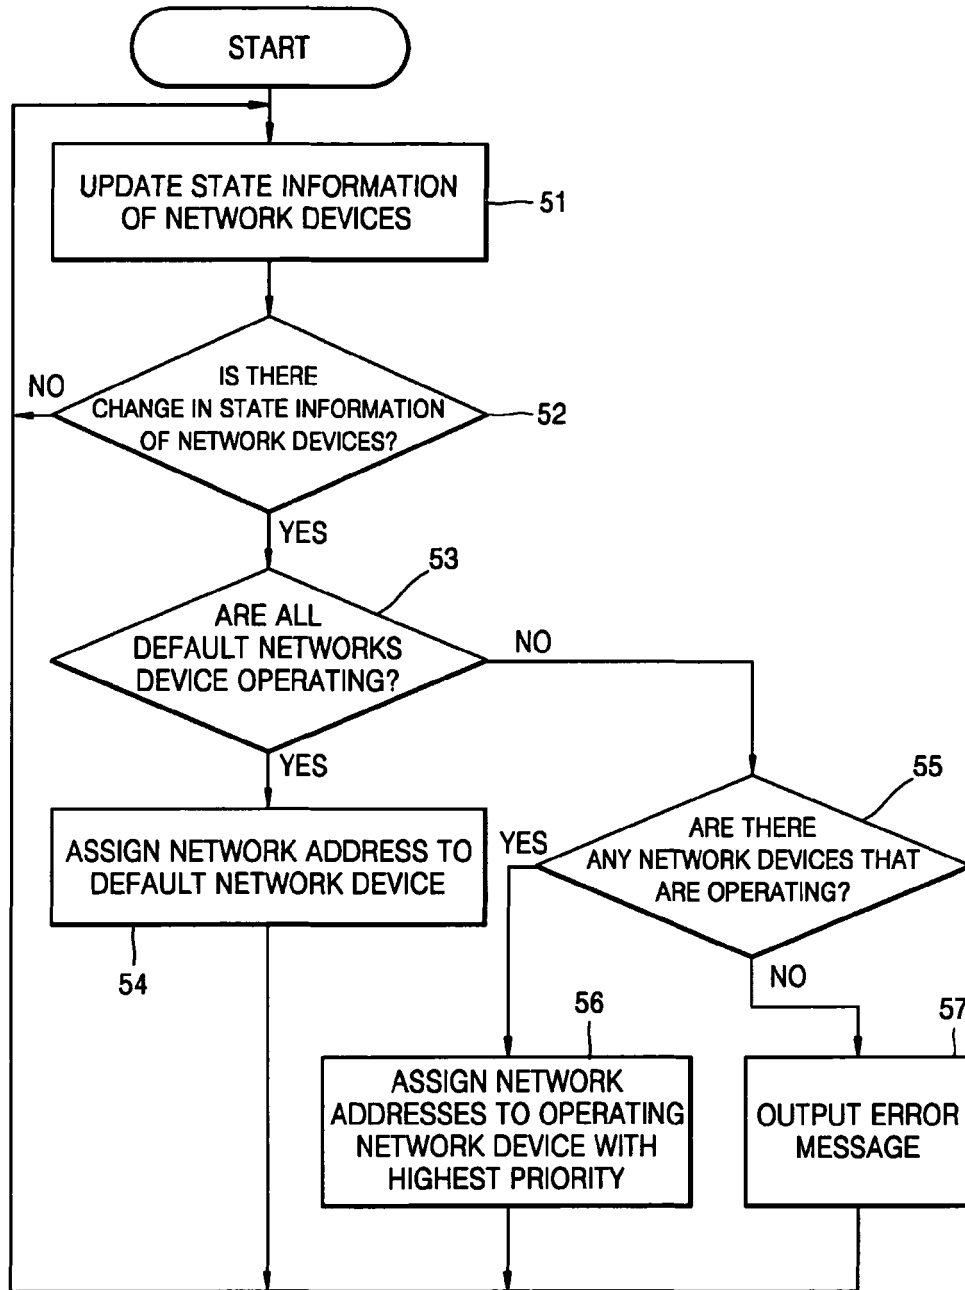 START
UPDATE STATE INFORMATION
OF NETWORK DEVICES
51
IS THERE
CHANGE IN STATE INFORMATION
OF NETWORK DEVICES?
52
NO
YES
53
ARE ALL
DEFAULT NETWORKS
DEVICE OPERATING?
NO
YES
55
ASSIGN NETWORK ADDRESS TO
DEFAULT NETWORK DEVICE
54
ARE THERE
ANY NETWORK DEVICES THAT
ARE OPERATING?
YES
NO
56
57
ASSIGN NETWORK
ADDRESSES TO OPERATING
NETWORK DEVICE WITH
HIGHEST PRIORITY
OUTPUT ERROR
MESSAGE